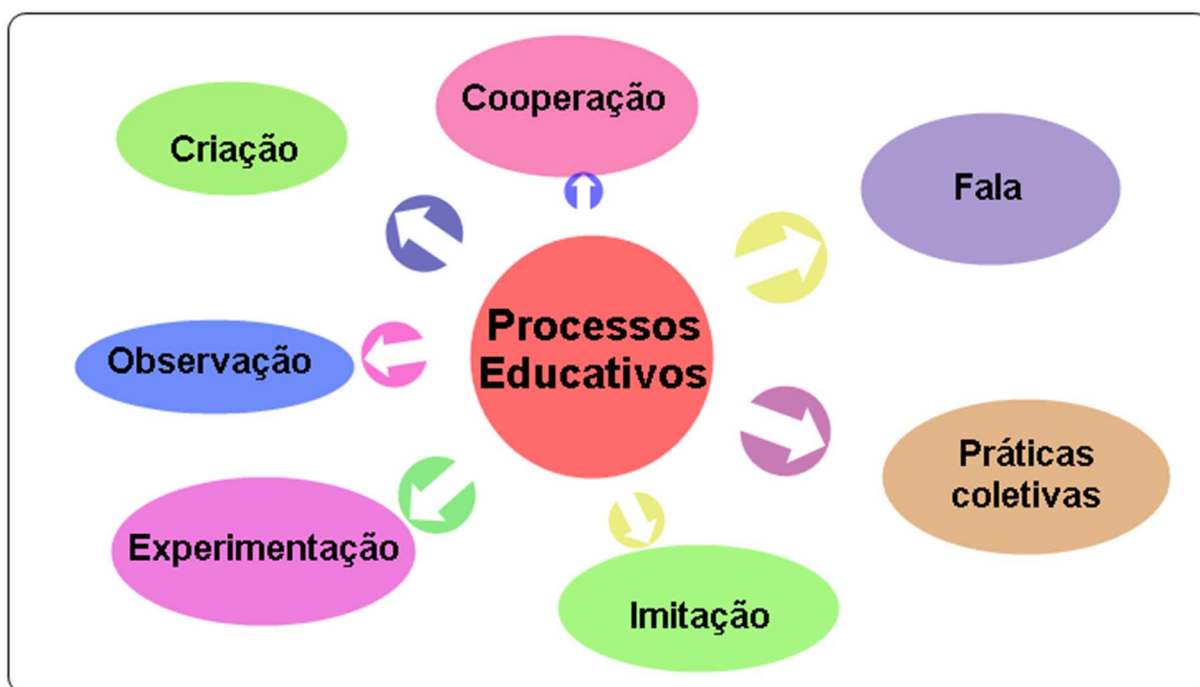 Cooperação
Criação
Fala
Processos
Educativos
Observação
Práticas
coletivas
Experimentação
Imitação